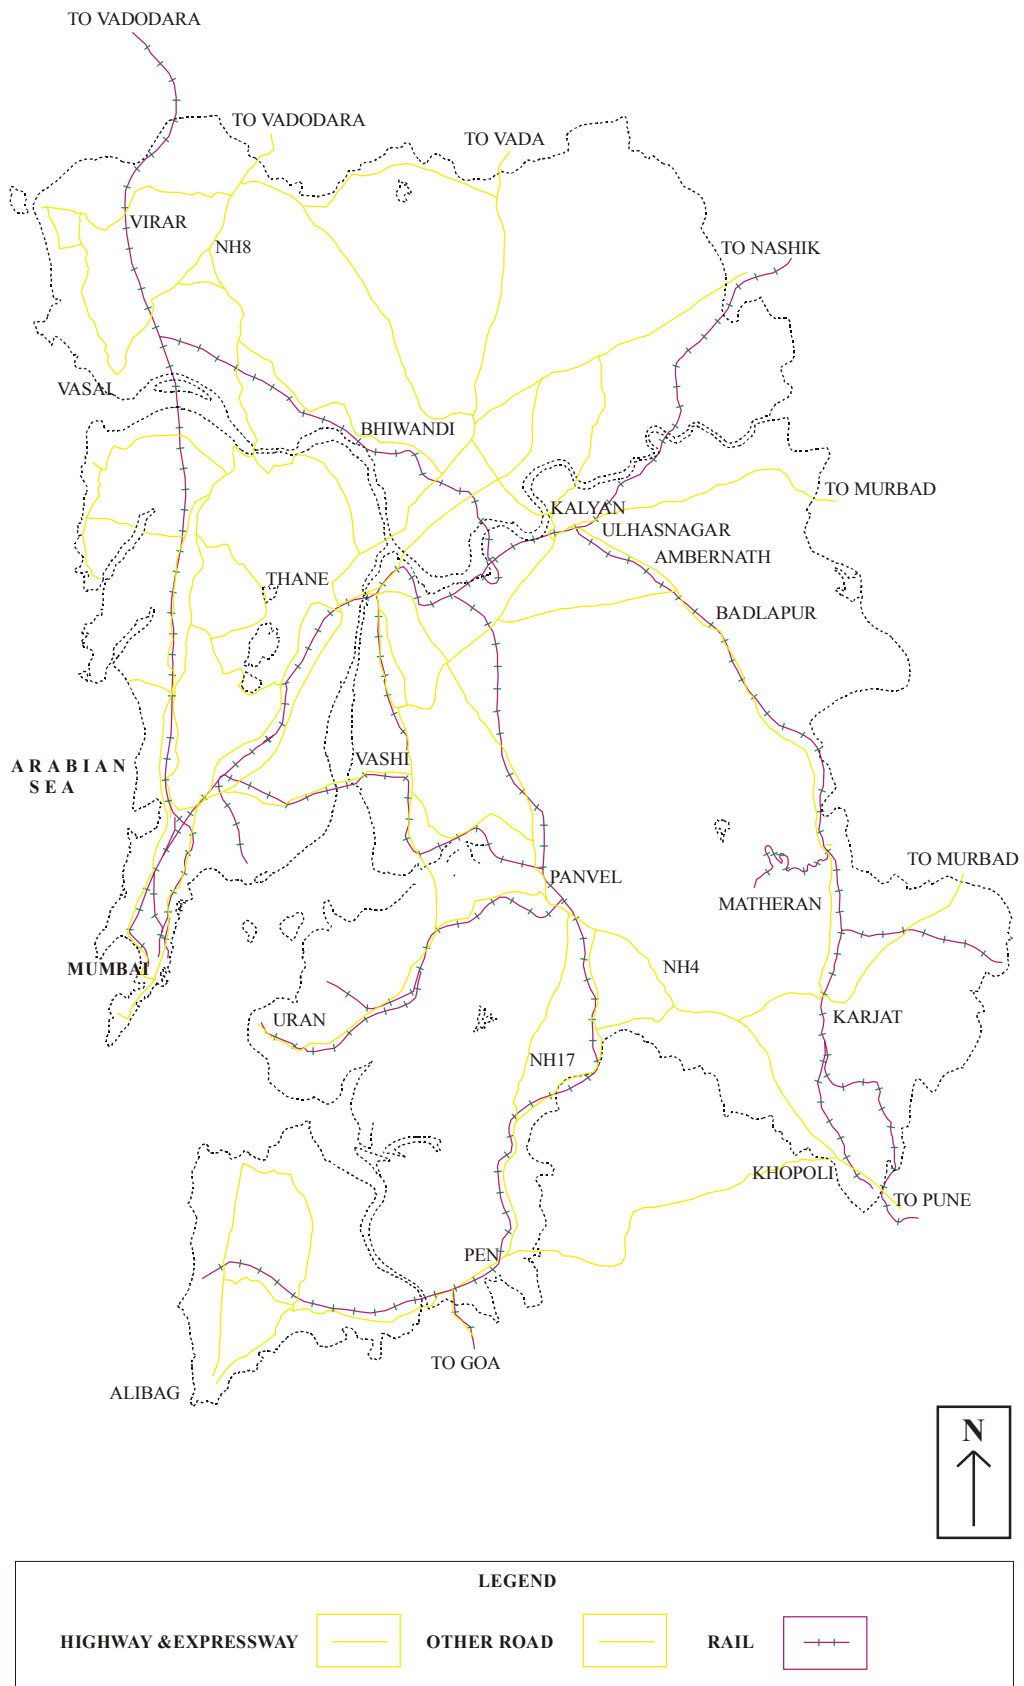 TO VADODARA
TO VADODARA
TO VADA
VIRAR
NH8
TO NASHIK
VASAI
BHIWANDI
TO MURBAD
KALYAN
ULHASNAGAR
AMBERNATH
THANE
BADLAPUR
VASHI
ARABIAN
SEA
TO MURBAD
PANVEL
MATHERAN
MUMBAI
NH4
URAN
KARJAT
NH17
KHOPOLI
TO PUNE
PEN
TO GOA
ALIBAG
N
LEGEND
HIGHWAY &EXPRESSWAY OTHER ROAD RAIL